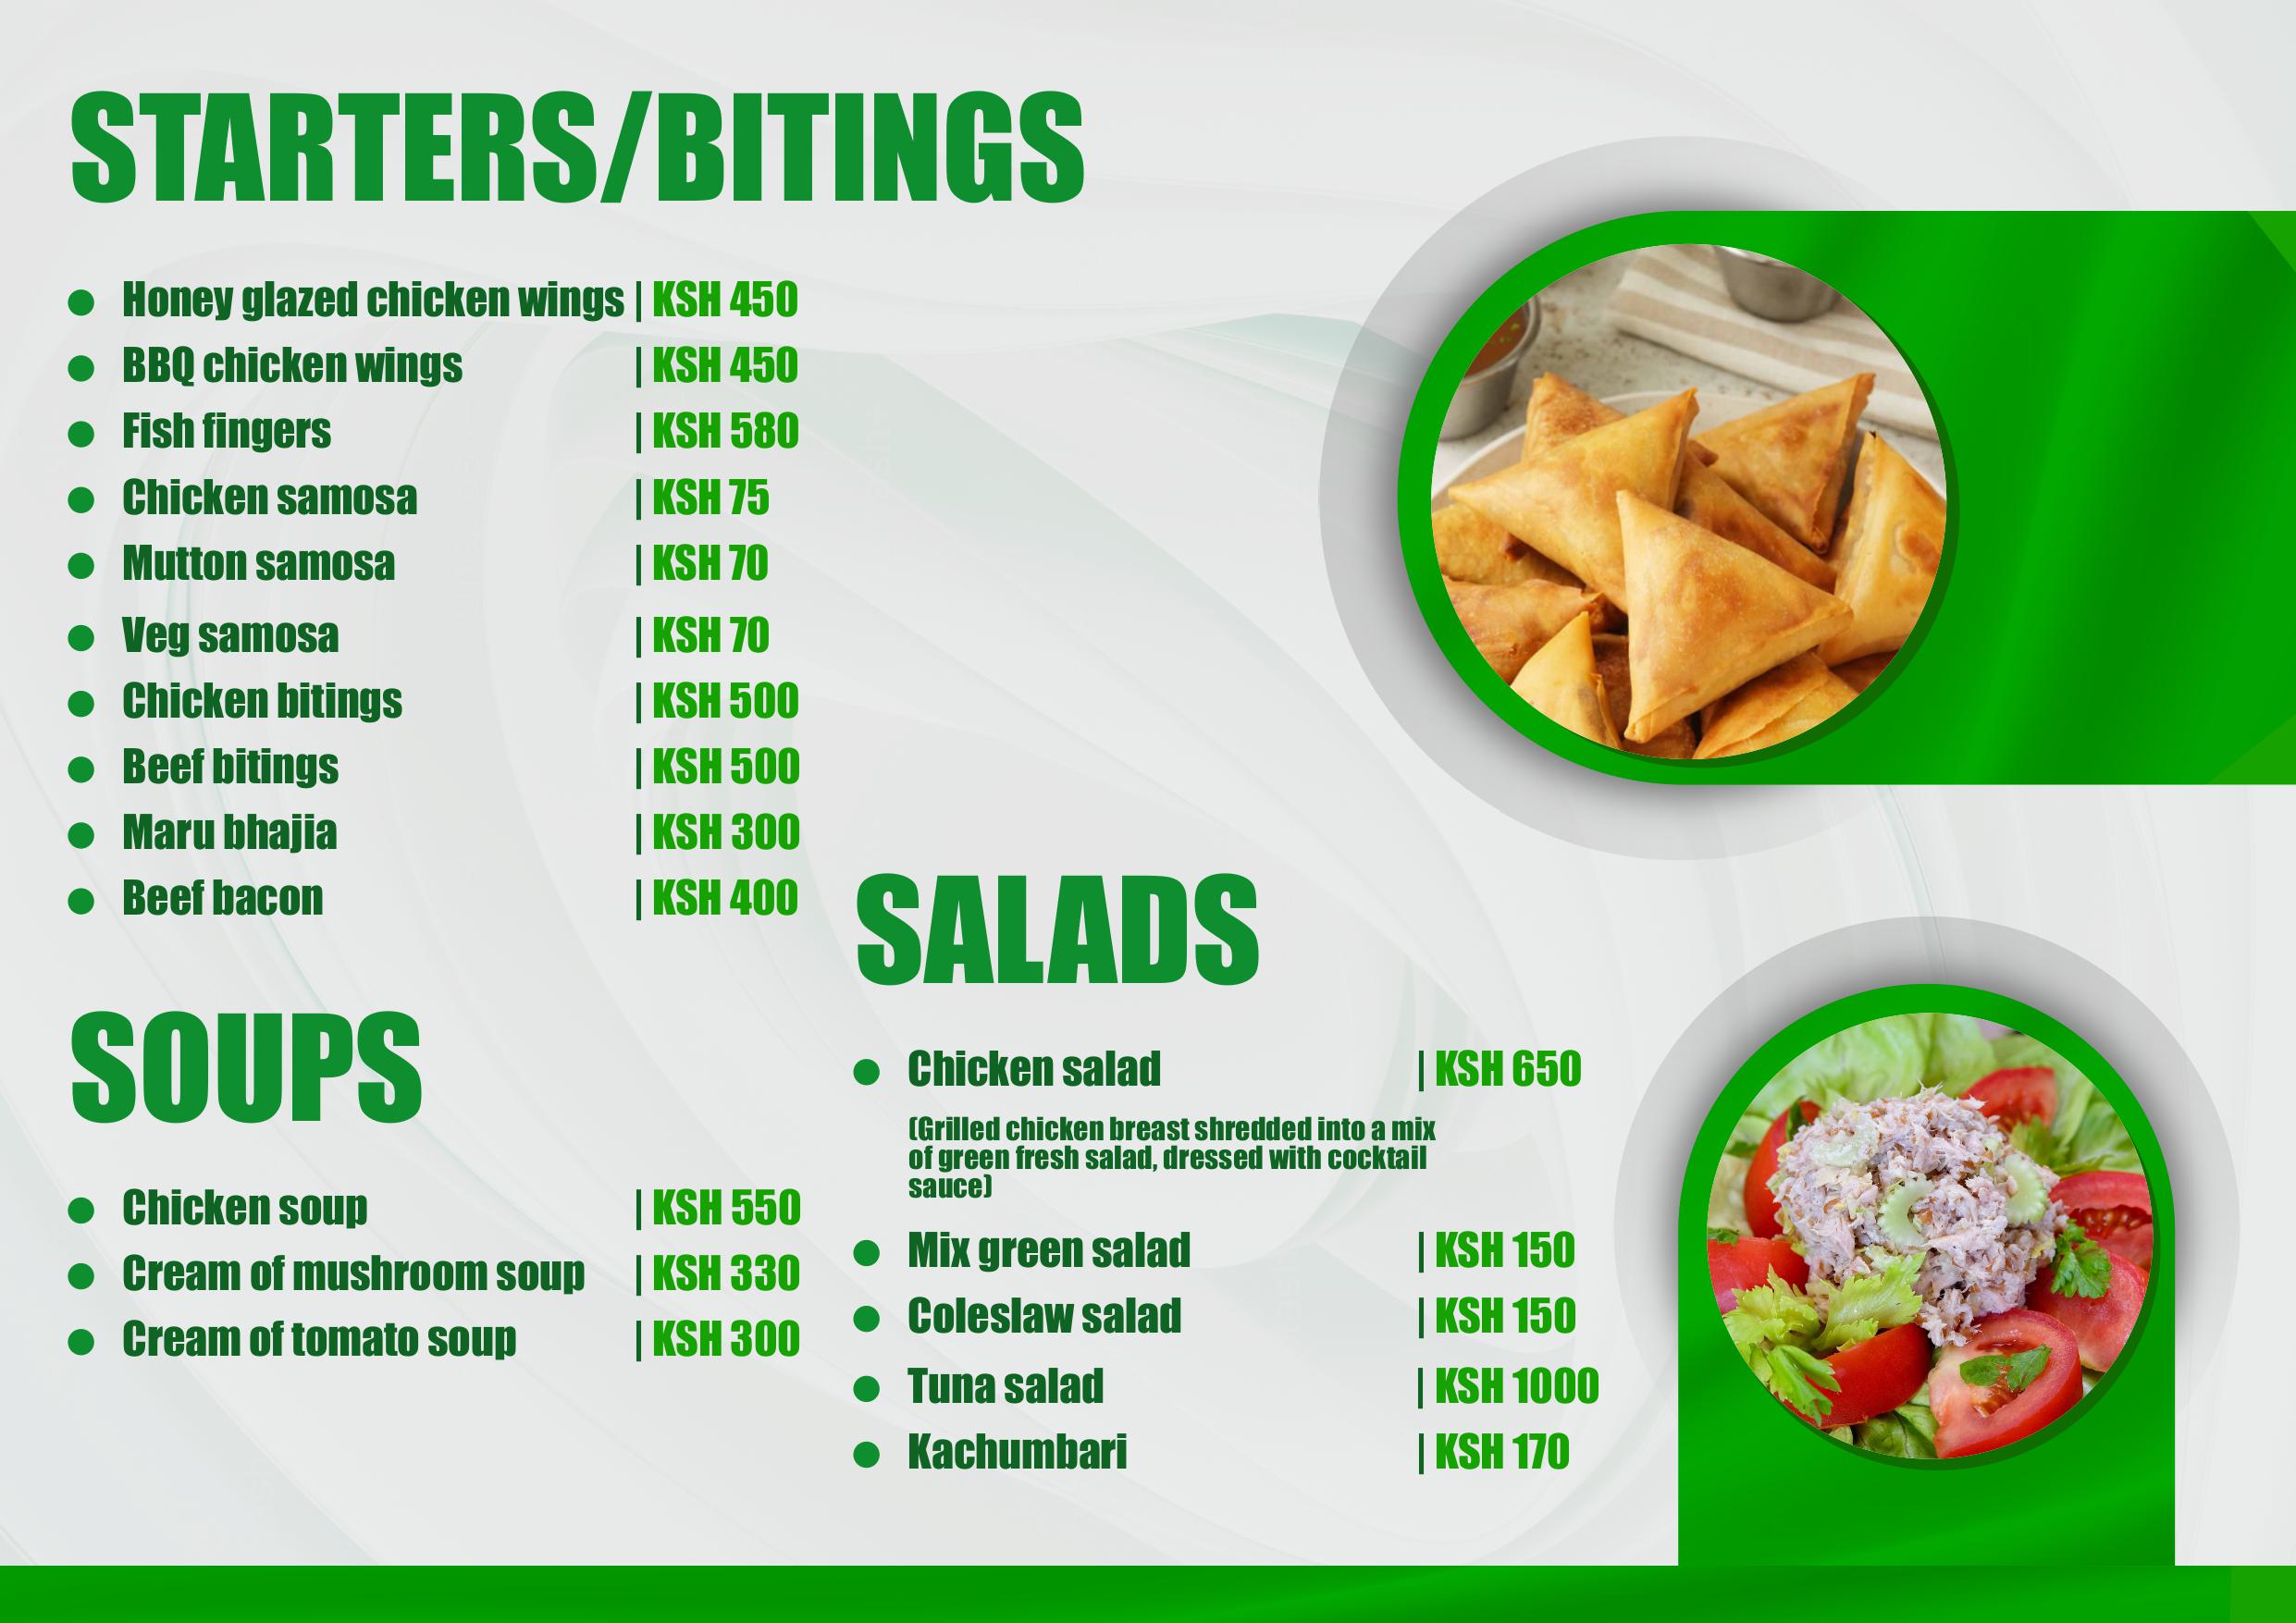 STARTERS/BITINGS
Honey glazed chicken wings | KSH 450
BBQ chicken wings | KSH 450
Fish fingers | KSH 580
Chicken samosa | KSH 75
Mutton samosa | KSH 70
Veg samosa | KSH 70
Chicken bitings | KSH 500
Beef bitings | KSH 500
Maru bhajia | KSH 300
Beef bacon | KSH 400
SOUPS
Chicken soup | KSH 550
Cream of mushroom soup | KSH 330
Cream of tomato soup | KSH 300
SALADS
Chicken salad | KSH 650
(Grilled chicken breast shredded into a mix
of green fresh salad, dressed with cocktail
sauce)
Mix green salad | KSH 150
Coleslaw salad | KSH 150
Tuna salad | KSH 1000
Kachumbari | KSH 170